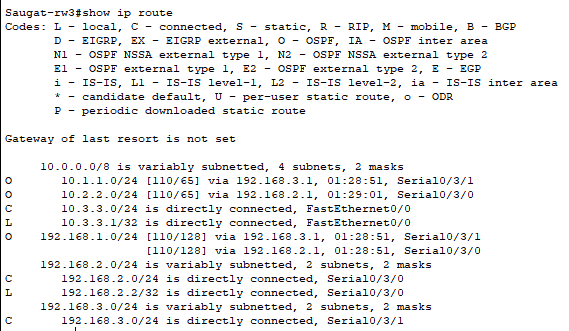 Saugat-rw3#show ip route
Codes: L - local, C - connected, S - static, R - RIP, M - mobile, B - BGP
       D - EIGRP, EX - EIGRP external, O - OSPF, IA - OSPF inter area
       N1 - OSPF NSSA external type 1, N2 - OSPF NSSA external type 2
       E1 - OSPF external type 1, E2 - OSPF external type 2, E - EGP
       i - IS-IS, L1 - IS-IS level-1, L2 - IS-IS level-2, ia - IS-IS inter area
       * - candidate default, U - per-user static route, o - ODR
       P - periodic downloaded static route
Gateway of last resort is not set
     10.0.0.0/8 is variably subnetted, 4 subnets, 2 masks
O       10.1.1.0/24 [110/65] via 192.168.3.1, 01:28:51, Serial0/3/1
O       10.2.2.0/24 [110/65] via 192.168.2.1, 01:29:01, Serial0/3/0
C       10.3.3.0/24 is directly connected, FastEthernet0/0
L       10.3.3.1/32 is directly connected, FastEthernet0/0
O    192.168.1.0/24 [110/128] via 192.168.3.1, 01:28:51, Serial0/3/1
                    [110/128] via 192.168.2.1, 01:28:51, Serial0/3/0
     192.168.2.0/24 is variably subnetted, 2 subnets, 2 masks
C       192.168.2.0/24 is directly connected, Serial0/3/0
L       192.168.2.2/32 is directly connected, Serial0/3/0
     192.168.3.0/24 is variably subnetted, 2 subnets, 2 masks
C       192.168.3.0/24 is directly connected, Serial0/3/1